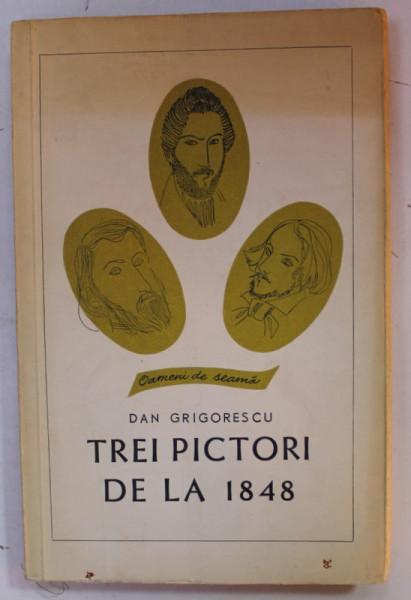 Oameni de seamă
DAN GRIGORESCU
TREI PICTORI
DE LA 1848